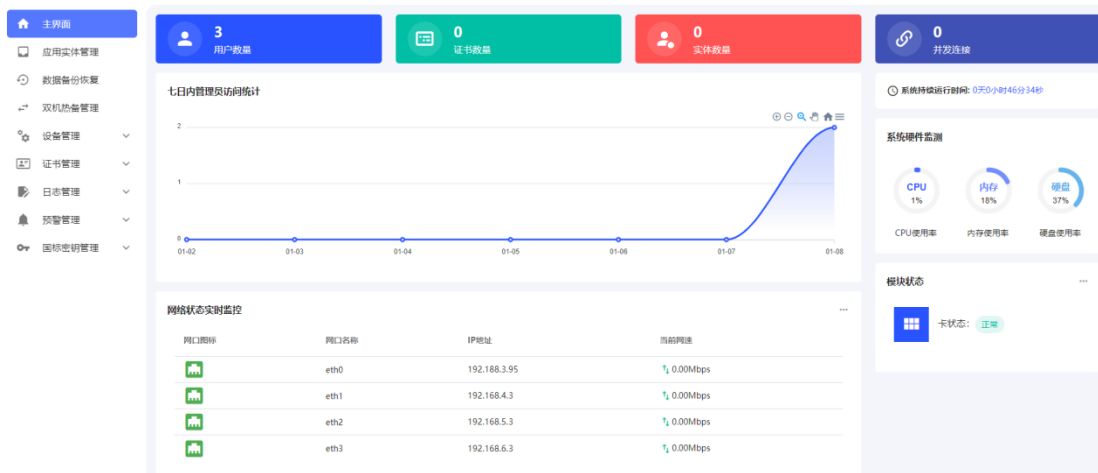 主界面
应用实体管理
数据备份恢复
双机热备管理
设备管理
证书管理
日志管理
预警管理
国标密钥管理
3
用户数量
0
证书数量
0
实体数量
0
并发连接
七日内管理员访问统计
2
1
0
01-02 01-03 01-04 01-05 01-06 01-07 01-08
系统持续运行时间: 0天0小时46分34秒
系统硬件监测
CPU 内存 硬盘
1% 18% 37%
CPU使用率 内存使用率 硬盘使用率
模块状态
卡状态: 正常
网络状态实时监控
网口图标 网口名称 IP地址 当前网速
eth0 192.188.3.95 0.00Mbps
eth1 192.168.4.3 0.00Mbps
eth2 192.168.5.3 0.00Mbps
eth3 192.168.6.3 0.00Mbps